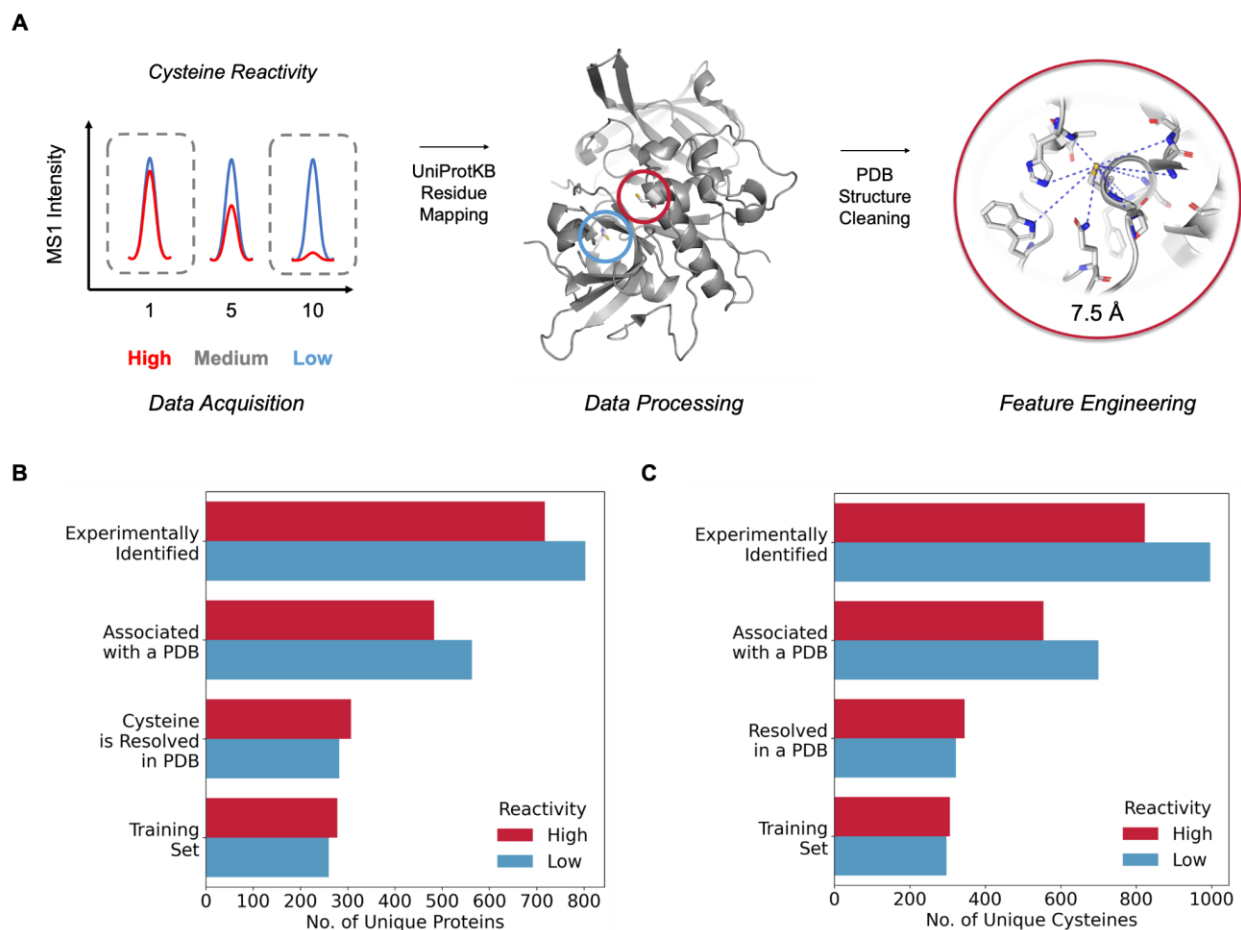 A
Cysteine Reactivity
MS1 Intensity
1 5 10
High Medium Low
Data Acquisition
UniProtKB
Residue
Mapping
Data Processing
PDB
Structure
Cleaning
7.5 Å
Feature Engineering
B
Experimentally
Identified
Associated
with a PDB
Cysteine
is Resolved
in PDB
Training
Set
Reactivity
High
Low
0 100 200 300 400 500 600 700 800
No. of Unique Proteins
C
Experimentally
Identified
Associated
with a PDB
Resolved
in a PDB
Training
Set
Reactivity
High
Low
0 200 400 600 800 1000
No. of Unique Cysteines